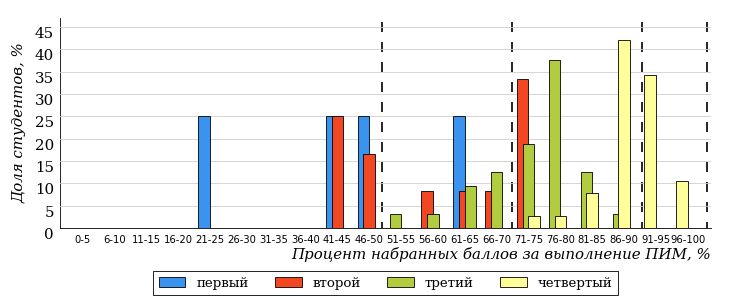 Доля студентов, %
45
40
35
30
25
20
15
10
5
0
0-5 6-10 11-15 16-20 21-25 26-30 31-35 36-40 41-45 46-50 51-55 56-60 61-65 66-70 71-75 76-80 81-85 86-90 91-95 96-100
Процент набранных баллов за выполнение ПИМ, %
первый второй третий четвертый